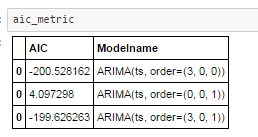 aic_metric
AIC Modelname
0 -200.528162 ARIMA(ts, order=(3, 0, 0))
0 4.097298 ARIMA(ts, order=(0, 0, 1))
0 -199.626263 ARIMA(ts, order=(3, 0, 1)